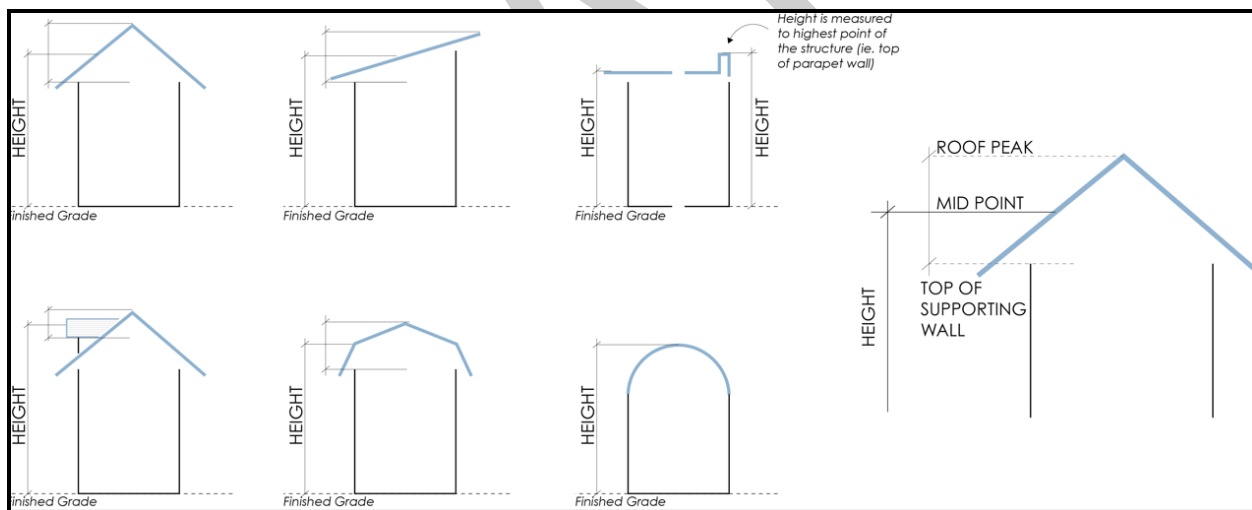 Height is measured
to highest point of
the structure (ie. top
of parapet wall)
HEIGHT
HEIGHT
HEIGHT
HEIGHT
Finished Grade
Finished Grade
Finished Grade
ROOF PEAK
MID POINT
TOP OF
SUPPORTING
WALL
HEIGHT
HEIGHT
HEIGHT
HEIGHT
Finished Grade
Finished Grade
Finished Grade